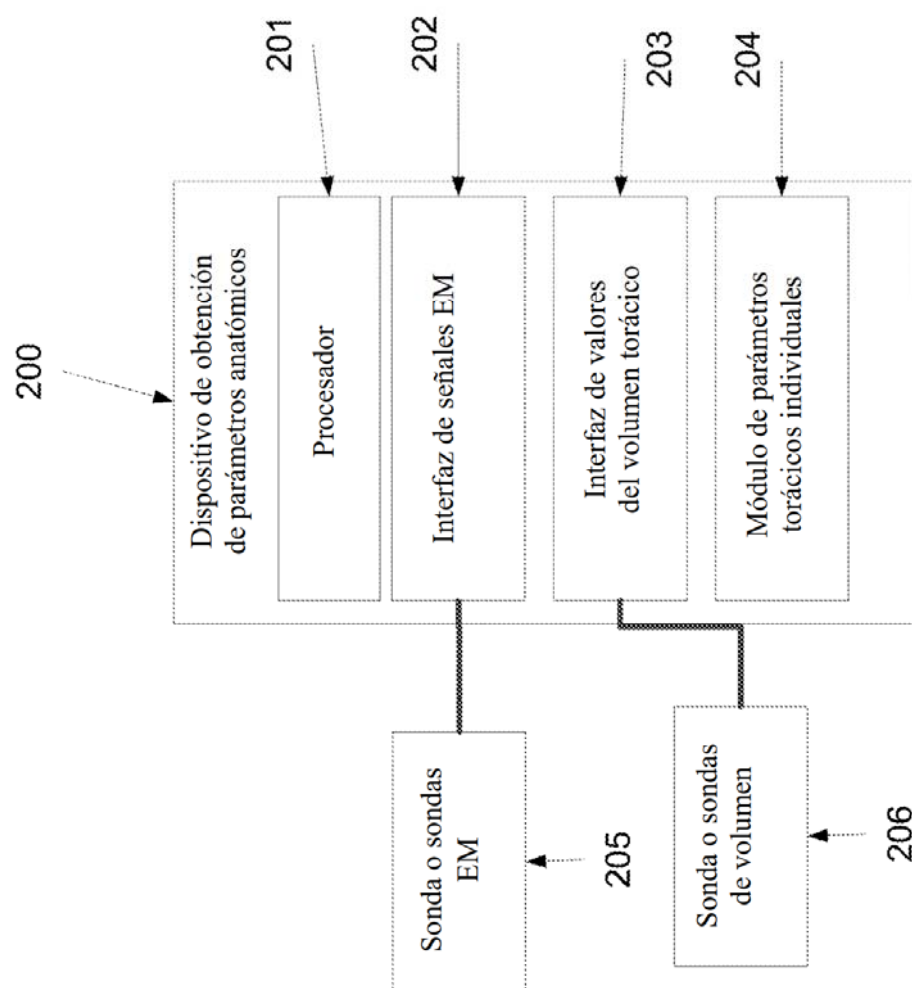 200
Dispositivo de obtención
de parámetros anatómicos
Procesador
201
Interfaz de señales EM
202
Interfaz de valores
del volumen torácico
203
Módulo de parámetros
torácicos individuales
204
Sonda o sondas
EM
205
Sonda o sondas
de volumen
206